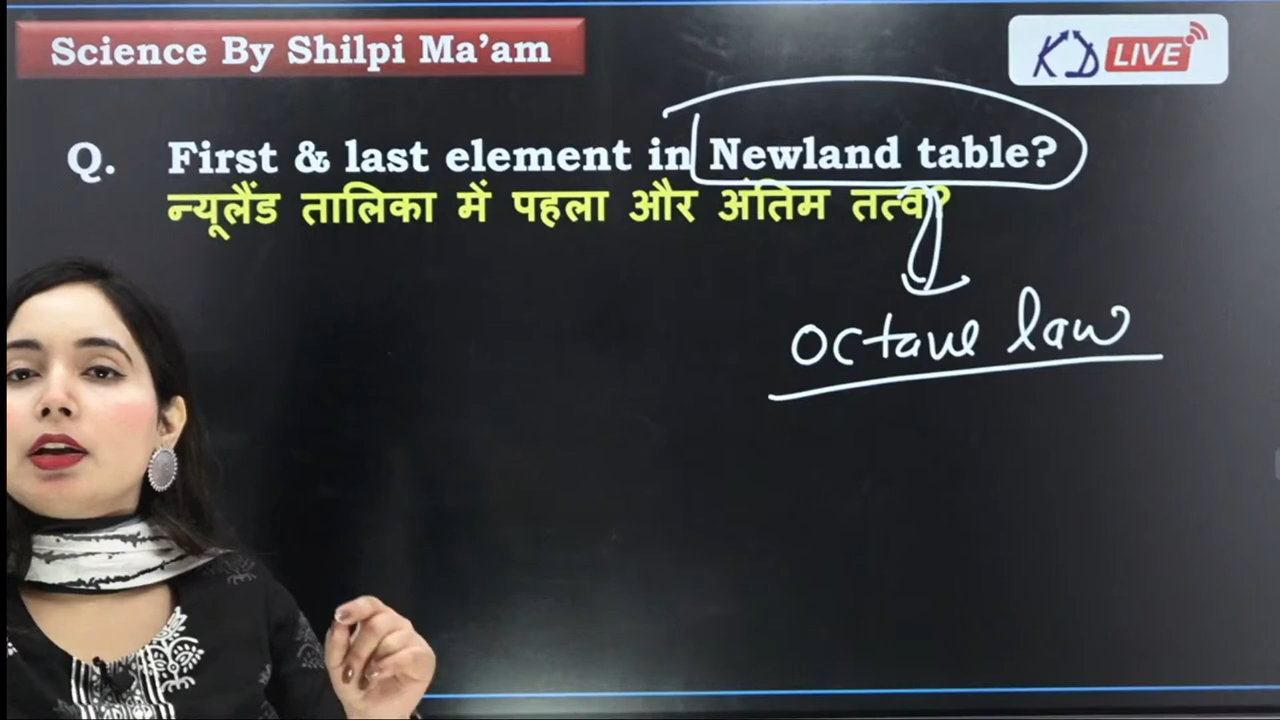 Science By Shilpi Ma’am
KD LIVE
Q. First & last element in Newland table?
न्यूलैंड तालिका में पहला और अंतिम तत्व?
octave law